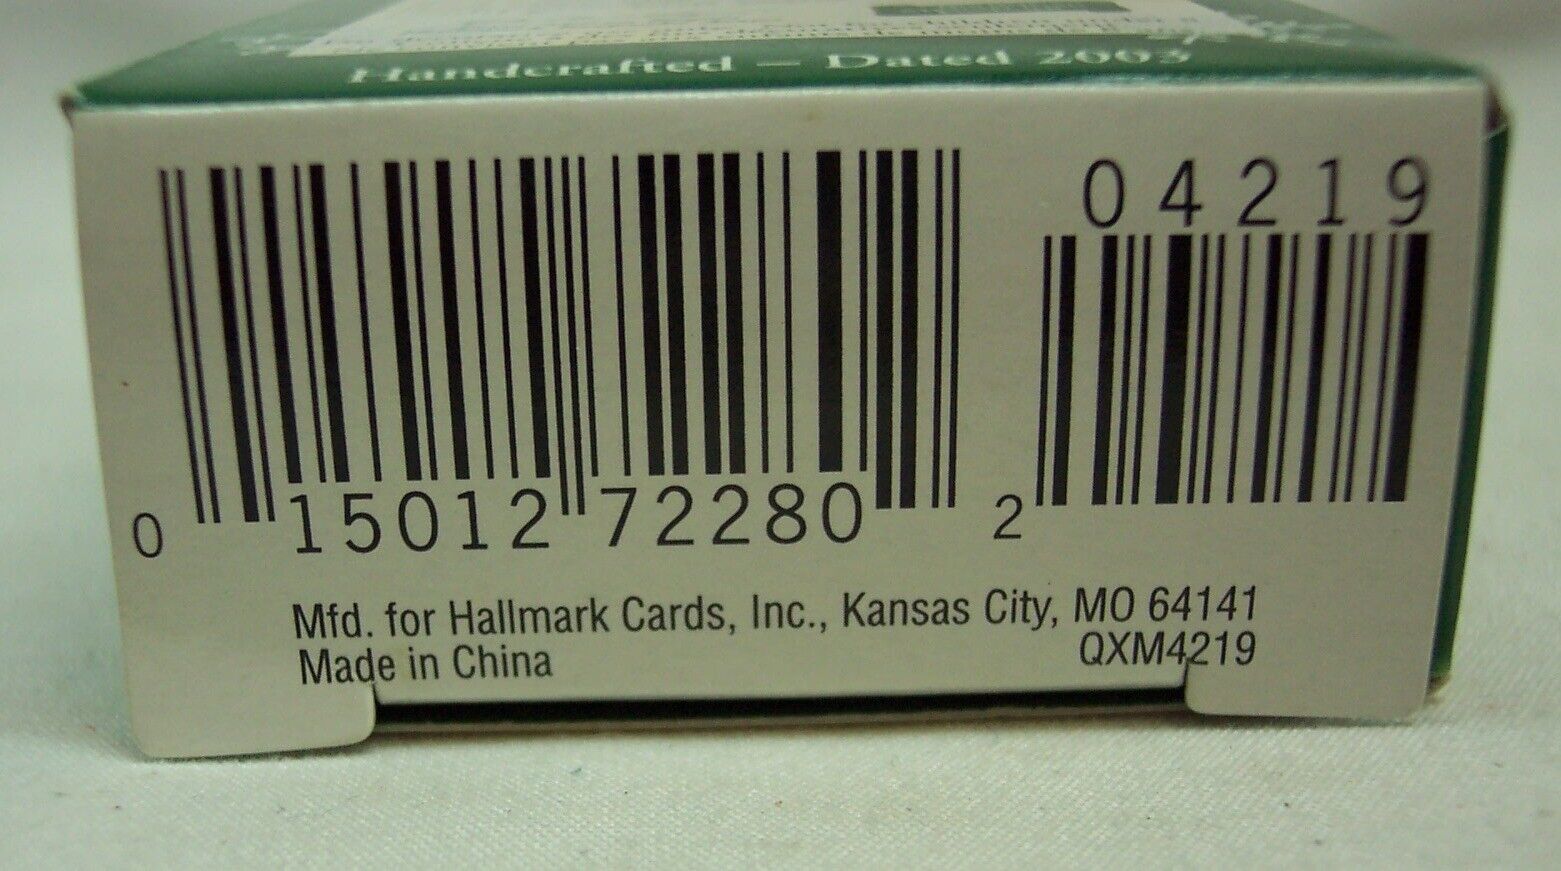 Handcrafted – Dated 2003
04219
0 15012 72280 2
Mfd. for Hallmark Cards, Inc., Kansas City, MO 64141
Made in China QXM4219